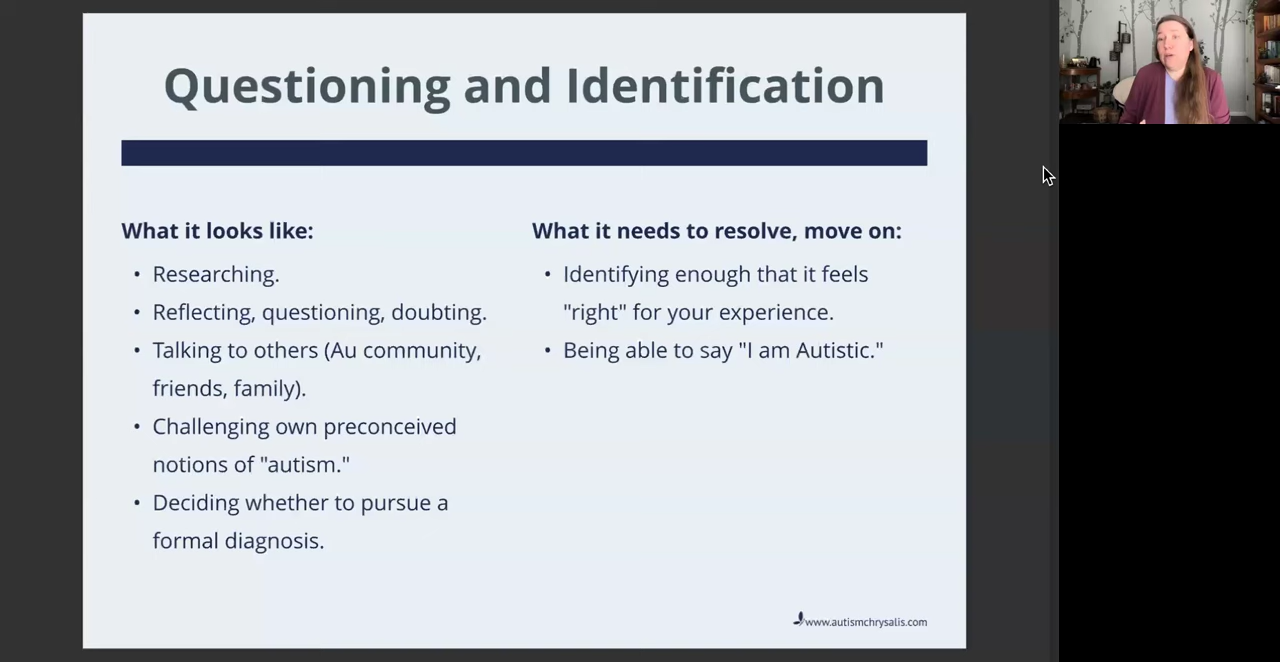 Questioning and Identification
What it looks like:
• Researching.
• Reflecting, questioning, doubting.
• Talking to others (Au community,
friends, family).
• Challenging own preconceived
notions of "autism."
• Deciding whether to pursue a
formal diagnosis.
What it needs to resolve, move on:
• Identifying enough that it feels
"right" for your experience.
• Being able to say "I am Autistic."
www.autismchrysalis.com